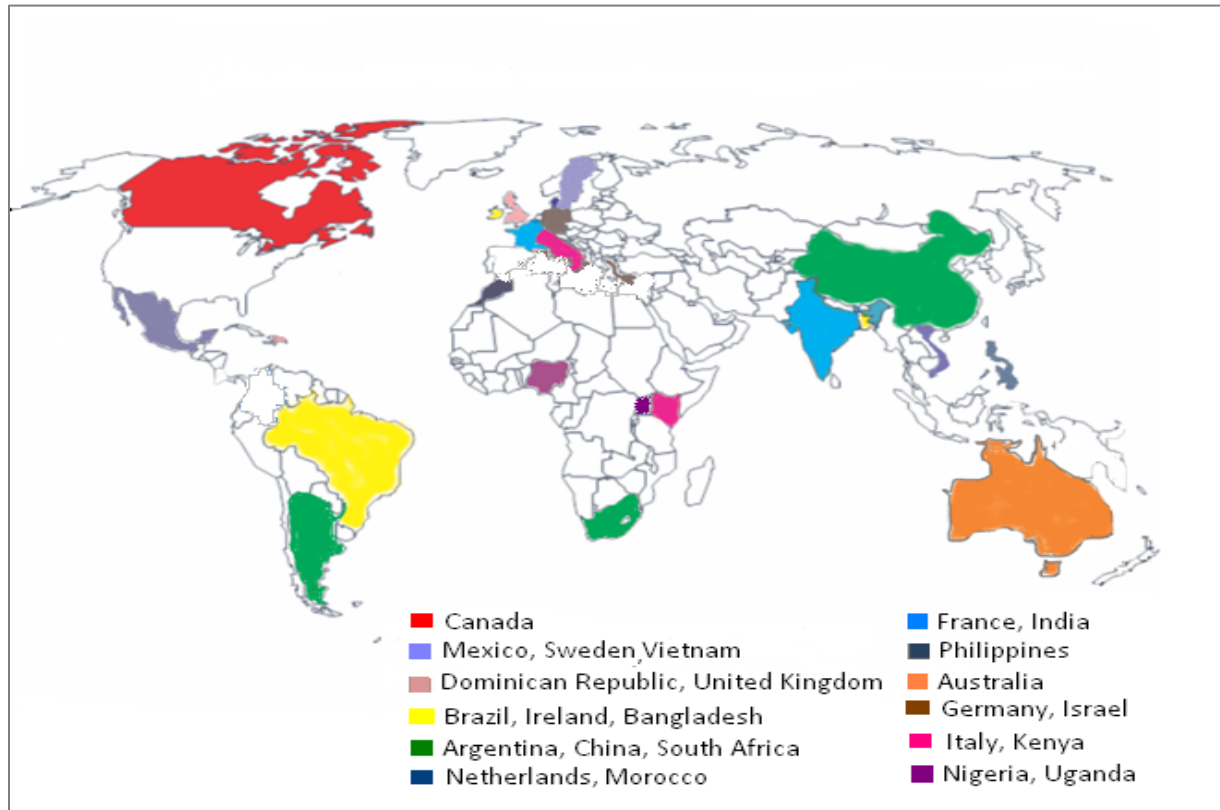 Canada
Mexico, Sweden,Vietnam
Dominican Republic, United Kingdom
Brazil, Ireland, Bangladesh
Argentina, China, South Africa
Netherlands, Morocco
France, India
Philippines
Australia
Germany, Israel
Italy, Kenya
Nigeria, Uganda